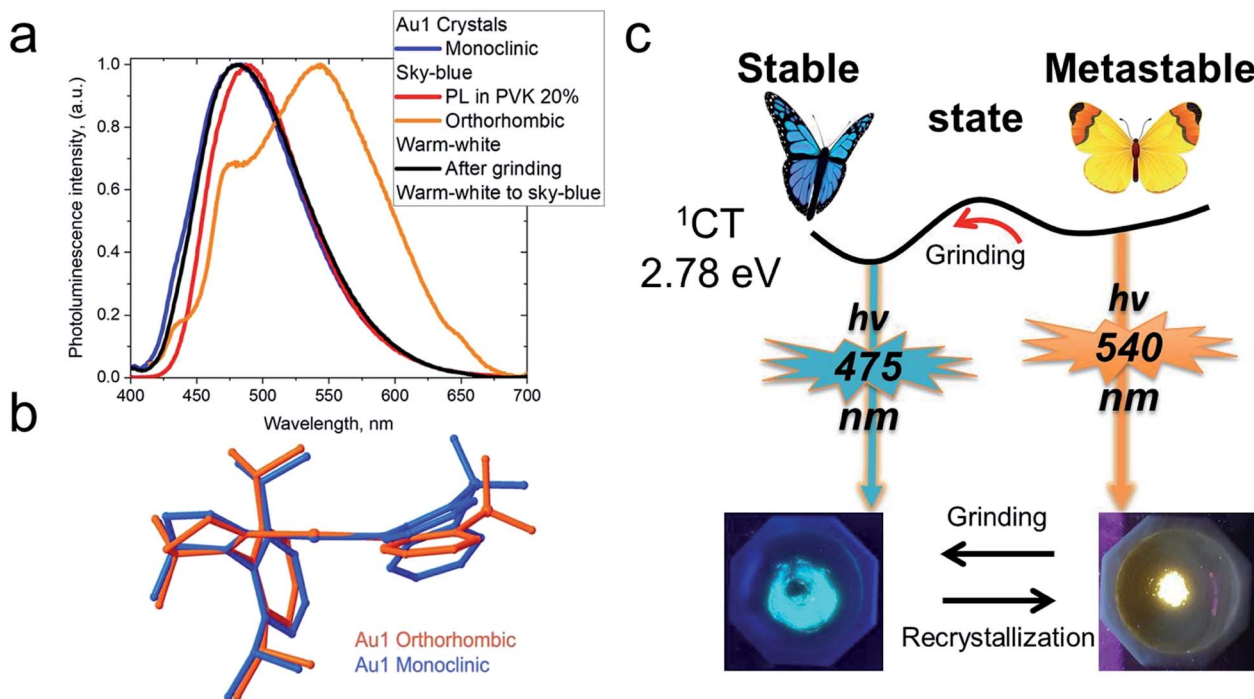 a
Au1 Crystals
Monoclinic
Sky-blue
PL in PVK 20%
Orthorhombic
Warm-white
After grinding
Warm-white to sky-blue
Photoluminescence intensity, (a.u.)
1.0
0.8
0.6
0.4
0.2
0.0
400 450 500 550 600 650 700
Wavelength, nm
b
Au1 Orthorhombic
Au1 Monoclinic
c
Stable
Metastable
state
¹CT
2.78 eV
Grinding
hv
475
nm
hv
540
nm
Grinding
Recrystallization